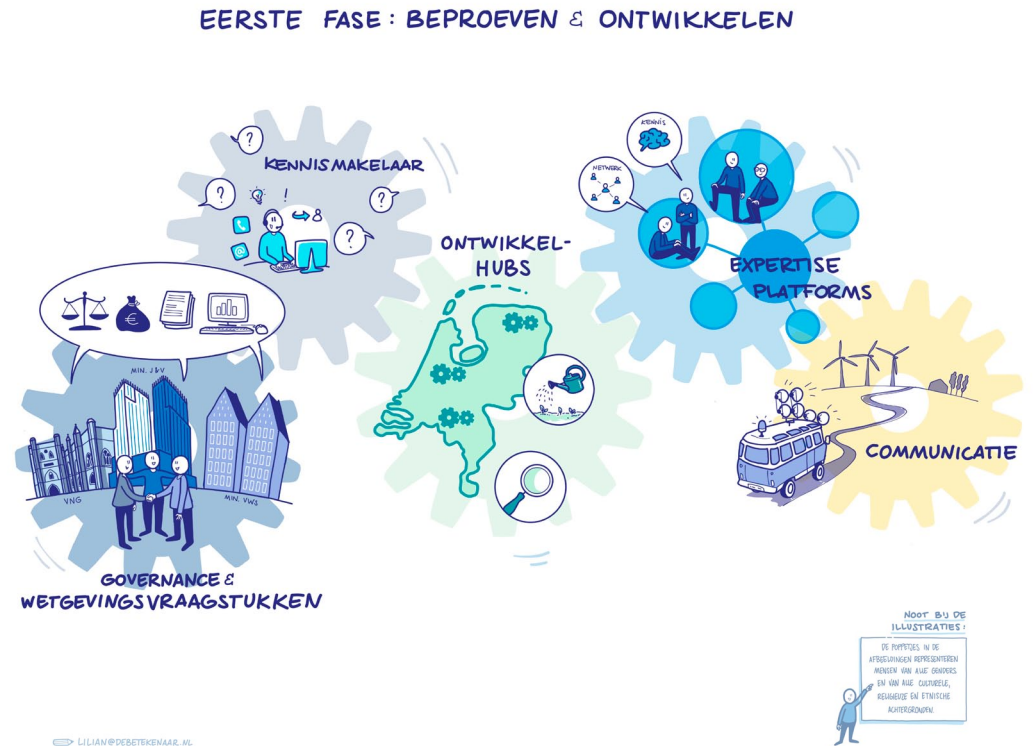 EERSTE FASE: BEPROEVEN & ONTWIKKELEN
?
KENNISMAKELAAR
?
!
?
?
@
€
MIN. J&V
VNG
MIN. VWS
GOVERNANCE &
WETGEVINGSVRAAGSTUKKEN
ONTWIKKEL-
HUBS
KENNIS
NETWERK
EXPERTISE
PLATFORMS
COMMUNICATIE
NOOT BIJ DE
ILLUSTRATIES:
DE POPPETJES IN DE
AFBEELDINGEN REPRESENTEREN
MENSEN VAN ALLE GENDERS
EN VAN ALLE CULTURELE,
RELIGIEUZE EN ETNISCHE
ACHTERGRONDEN.
LILIAN@DEBETEKENAAR.NL